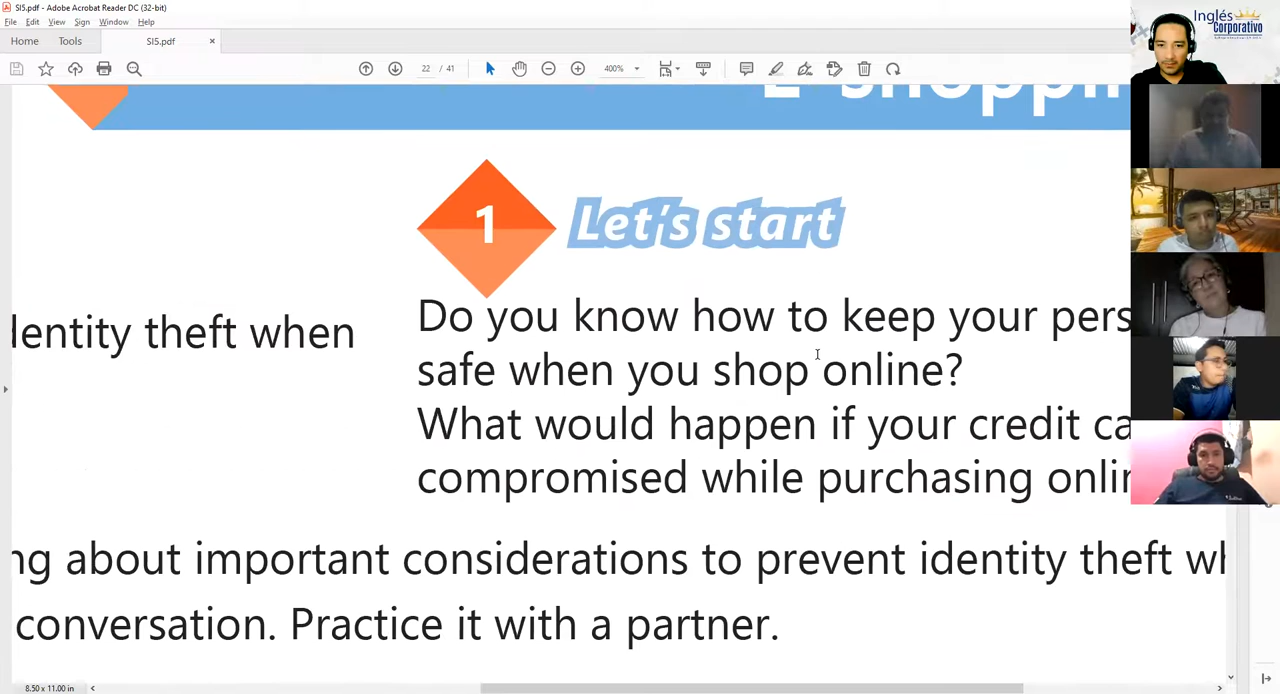 SI5.pdf - Adobe Acrobat Reader DC (32-bit)
File Edit View Sign Window Help
Home Tools SI5.pdf ×
22 / 41 400%
Inglés
Corporativo
1 Let's start
dentity theft when
Do you know how to keep your pers
safe when you shop online?
What would happen if your credit ca
compromised while purchasing onlin
ng about important considerations to prevent identity theft wh
conversation. Practice it with a partner.
8.50 x 11.00 in